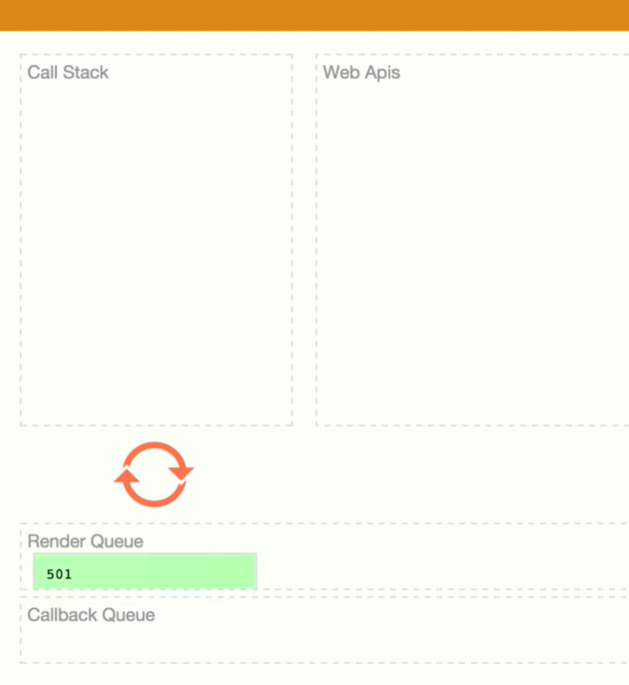 Call Stack
Web Apis
Render Queue
501
Callback Queue